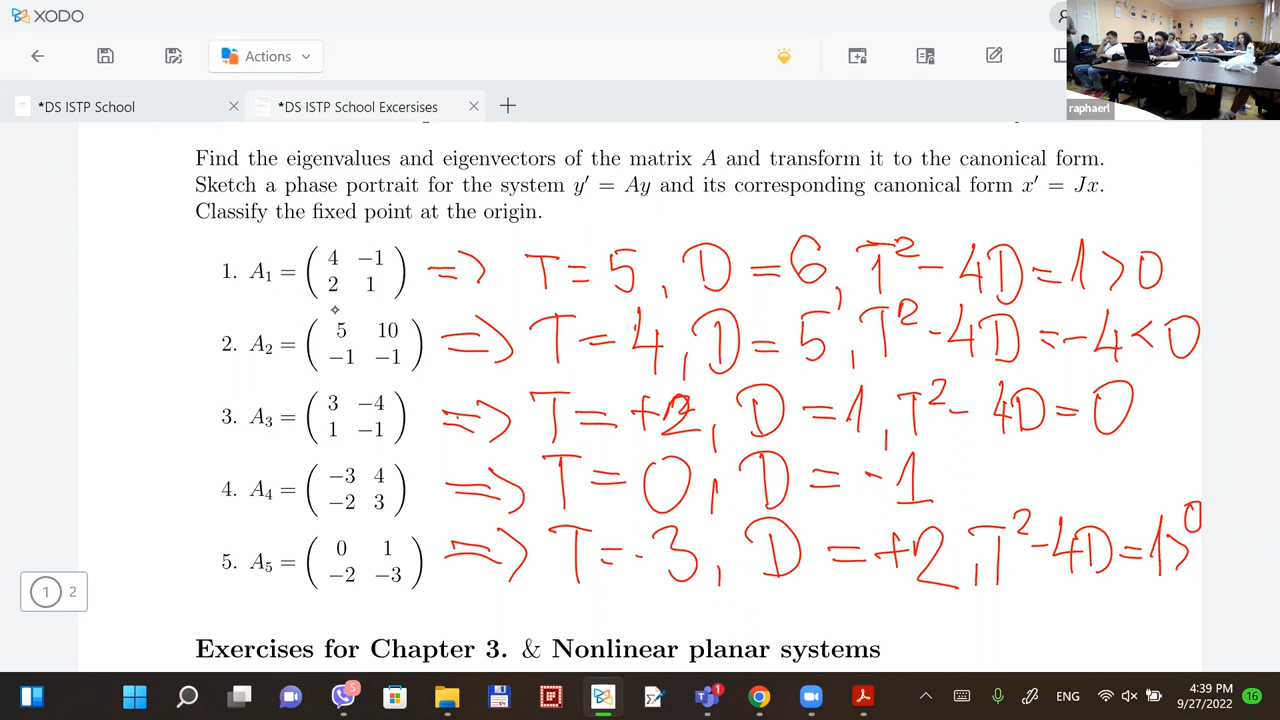 XODO
Actions
raphaerl
*DS ISTP School
*DS ISTP School Excersises
Find the eigenvalues and eigenvectors of the matrix A and transform it to the canonical form.
Sketch a phase portrait for the system y′ = Ay and its corresponding canonical form x′ = Jx.
Classify the fixed point at the origin.
1. A₁ = ( 4 −1 ; 2 1 ) => T = 5, D = 6, T² − 4D = 1 > 0
2. A₂ = ( 5 10 ; −1 −1 ) => T = 4, D = 5, T² − 4D = −4 < 0
3. A₃ = ( 3 −4 ; 1 −1 ) => T = +2, D = 1, T² − 4D = 0
4. A₄ = ( −3 4 ; −2 3 ) => T = 0, D = −1
5. A₅ = ( 0 1 ; −2 −3 ) => T = −3, D = +2, T² − 4D = 1 > 0
1 2
Exercises for Chapter 3. & Nonlinear planar systems
5
1
ENG
4:39 PM
9/27/2022
16